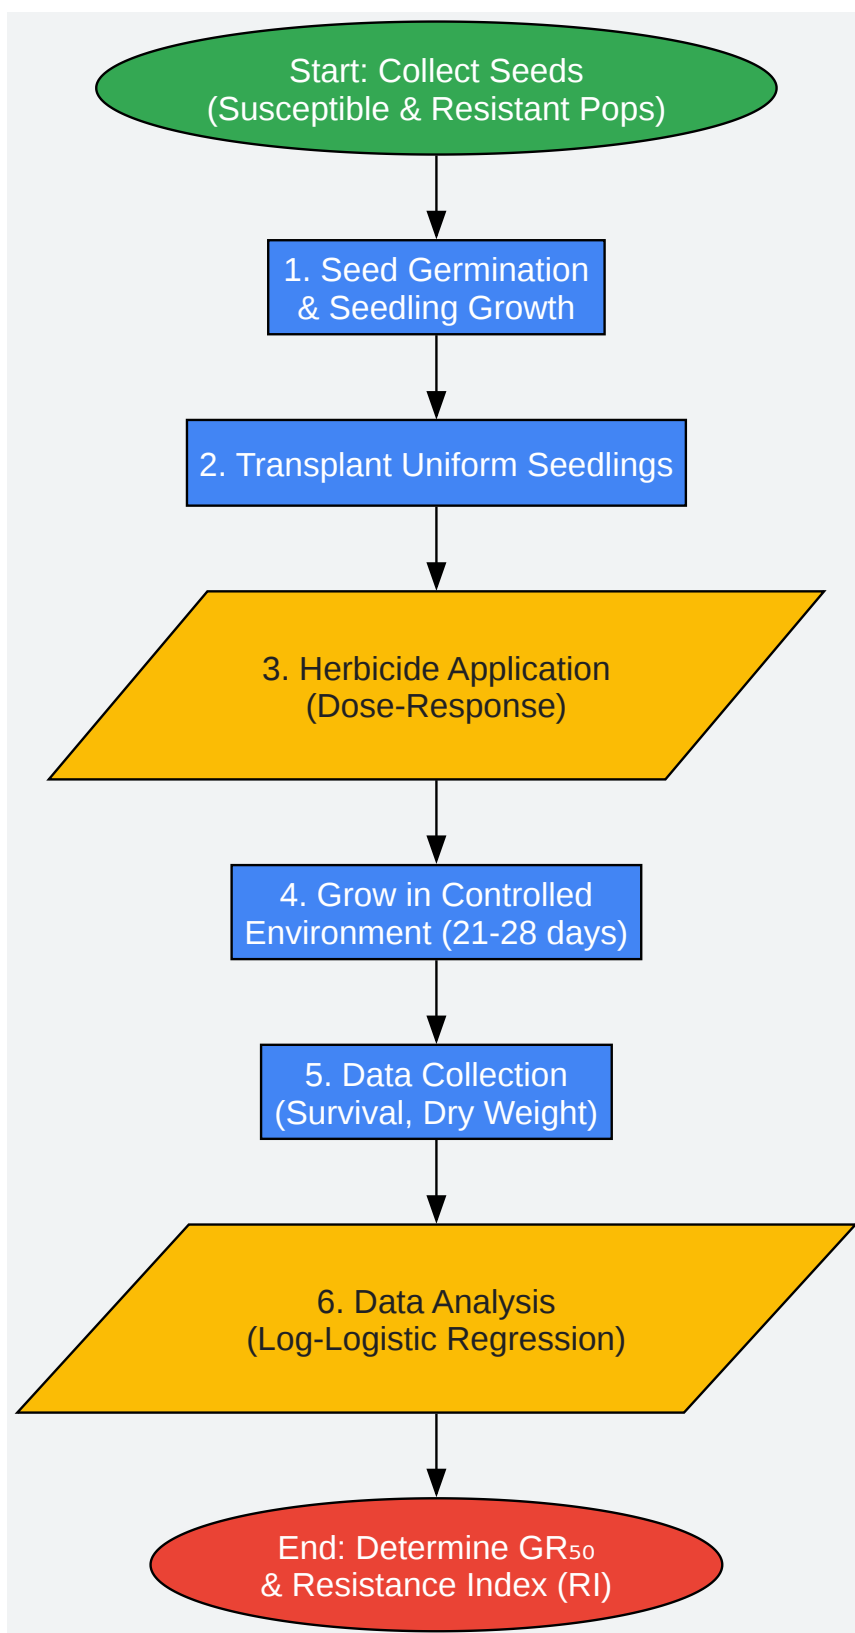 Start: Collect Seeds
(Susceptible & Resistant Pops)
1. Seed Germination
& Seedling Growth
2. Transplant Uniform Seedlings
3. Herbicide Application
(Dose-Response)
4. Grow in Controlled
Environment (21-28 days)
5. Data Collection
(Survival, Dry Weight)
6. Data Analysis
(Log-Logistic Regression)
End: Determine GR₅₀
& Resistance Index (RI)